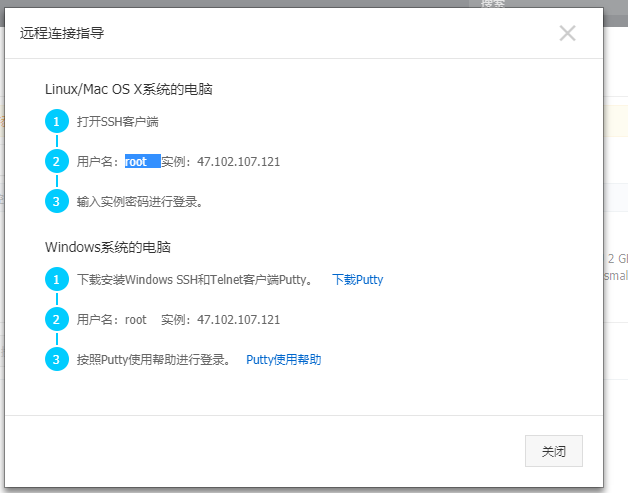 搜索
远程连接指导
Linux/Mac OS X系统的电脑
1 打开SSH客户端
2 用户名：root 实例：47.102.107.121
3 输入实例密码进行登录。
Windows系统的电脑
1 下载安装Windows SSH和Telnet客户端Putty。 下载Putty
2 用户名：root 实例：47.102.107.121
3 按照Putty使用帮助进行登录。 Putty使用帮助
2 G
smal
关闭